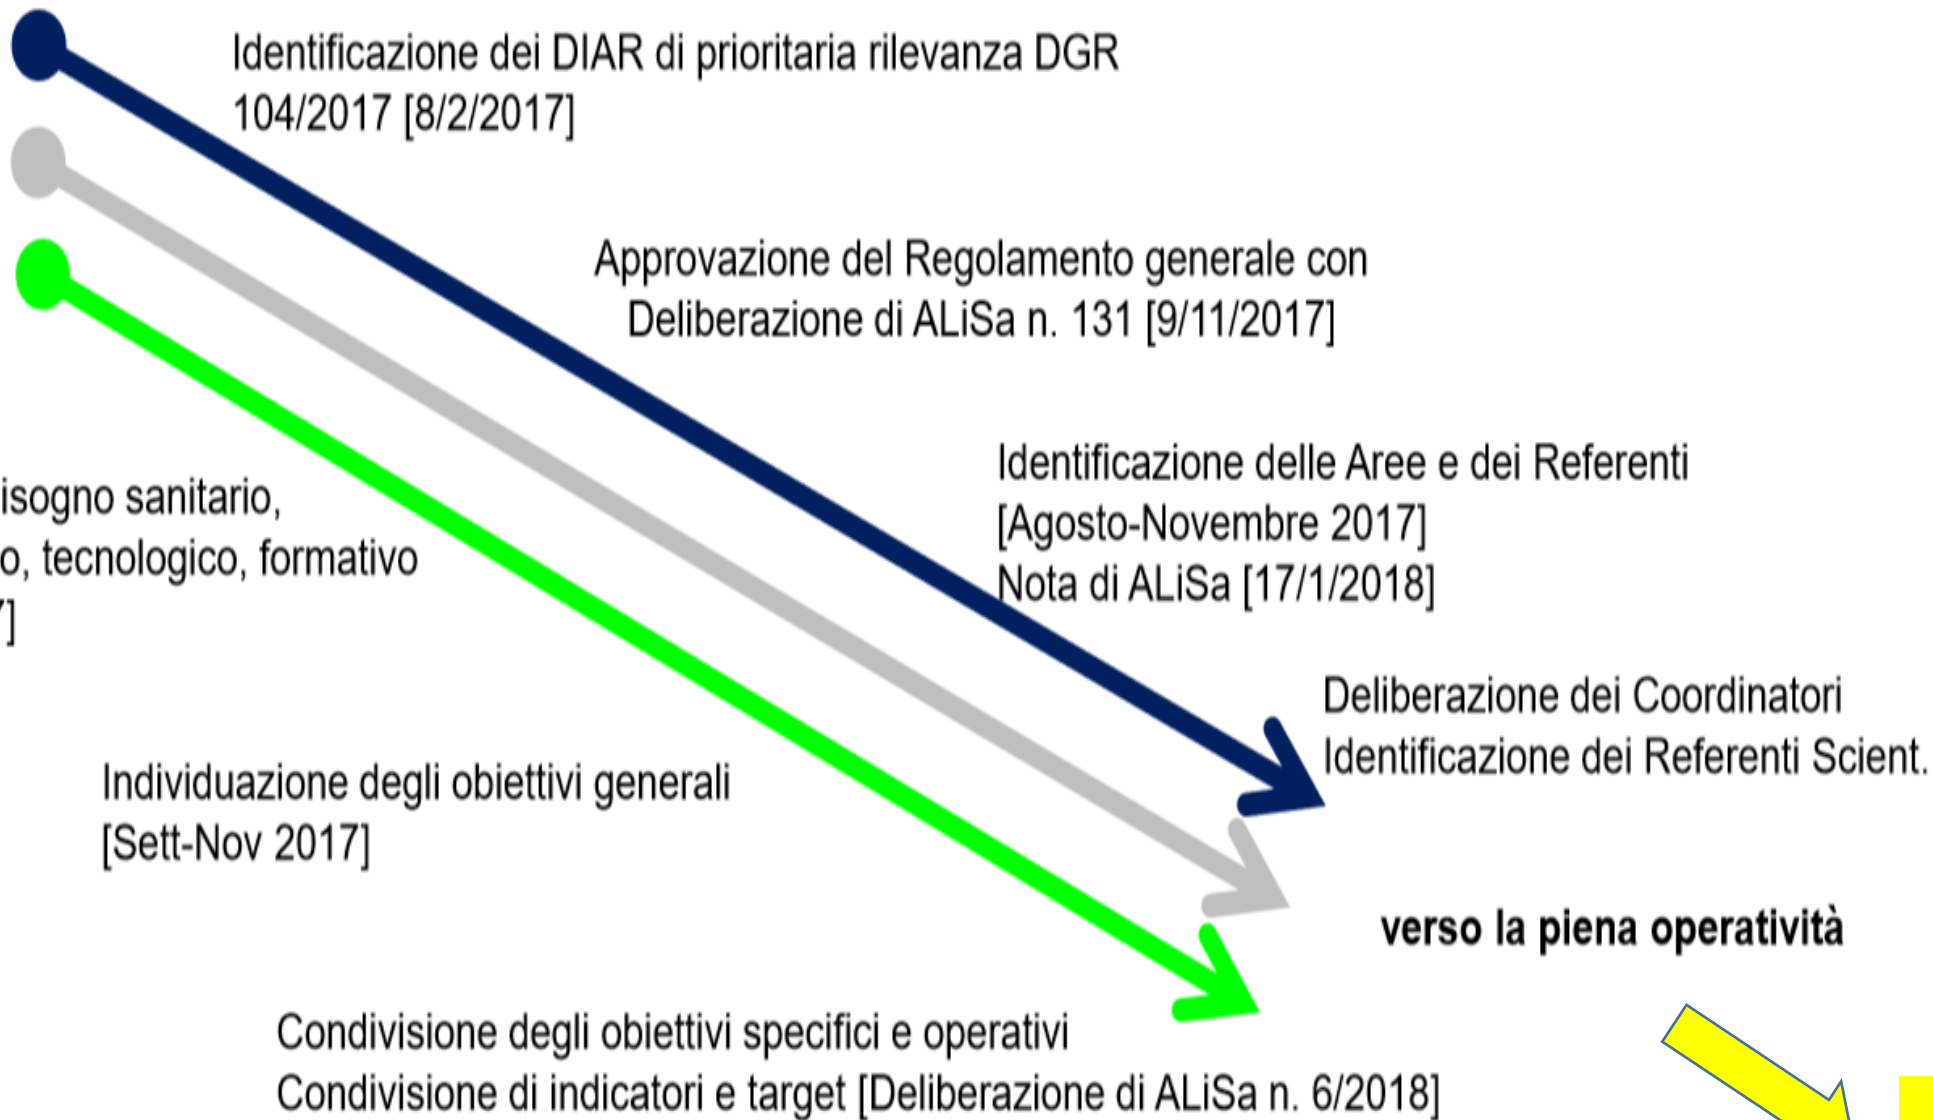 Identificazione dei DIAR di prioritaria rilevanza DGR
104/2017 [8/2/2017]
Approvazione del Regolamento generale con
Deliberazione di ALiSa n. 131 [9/11/2017]
Identificazione delle Aree e dei Referenti
[Agosto-Novembre 2017]
Nota di ALiSa [17/1/2018]
isogno sanitario,
o, tecnologico, formativo
]
Deliberazione dei Coordinatori
Identificazione dei Referenti Scient.
Individuazione degli obiettivi generali
[Sett-Nov 2017]
verso la piena operatività
Condivisione degli obiettivi specifici e operativi
Condivisione di indicatori e target [Deliberazione di ALiSa n. 6/2018]